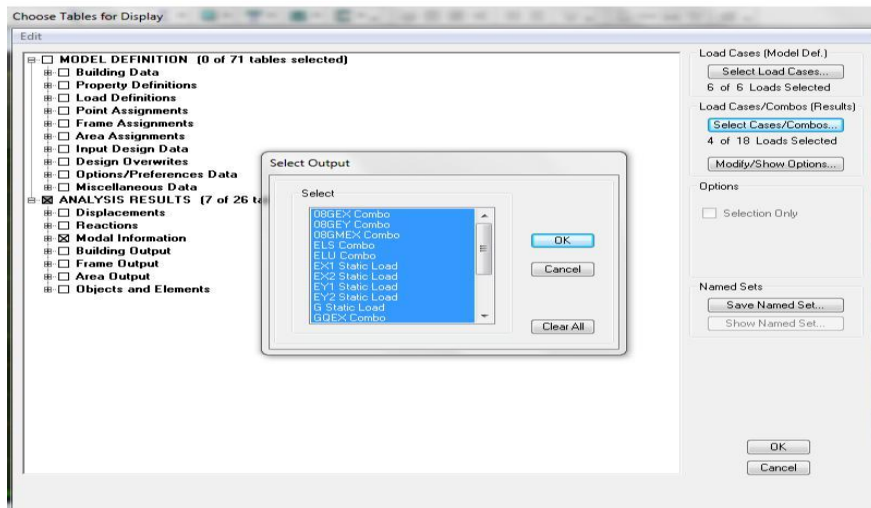 Choose Tables for Display
Edit
MODEL DEFINITION (0 of 71 tables selected)
Building Data
Property Definitions
Load Definitions
Point Assignments
Frame Assignments
Area Assignments
Input Design Data
Design Overwrites
Options/Preferences Data
Miscellaneous Data
ANALYSIS RESULTS (7 of 26 ta
Displacements
Reactions
Modal Information
Building Output
Frame Output
Area Output
Objects and Elements
Select Output
Select
08GEX Combo
08GEY Combo
08GMEX Combo
ELS Combo
ELU Combo
EX1 Static Load
EX2 Static Load
EY1 Static Load
EY2 Static Load
G Static Load
GQEX Combo
OK
Cancel
Clear All
Load Cases (Model Def.)
Select Load Cases...
6 of 6 Loads Selected
Load Cases/Combos (Results)
Select Cases/Combos...
4 of 18 Loads Selected
Modify/Show Options...
Options
Selection Only
Named Sets
Save Named Set...
Show Named Set...
OK
Cancel